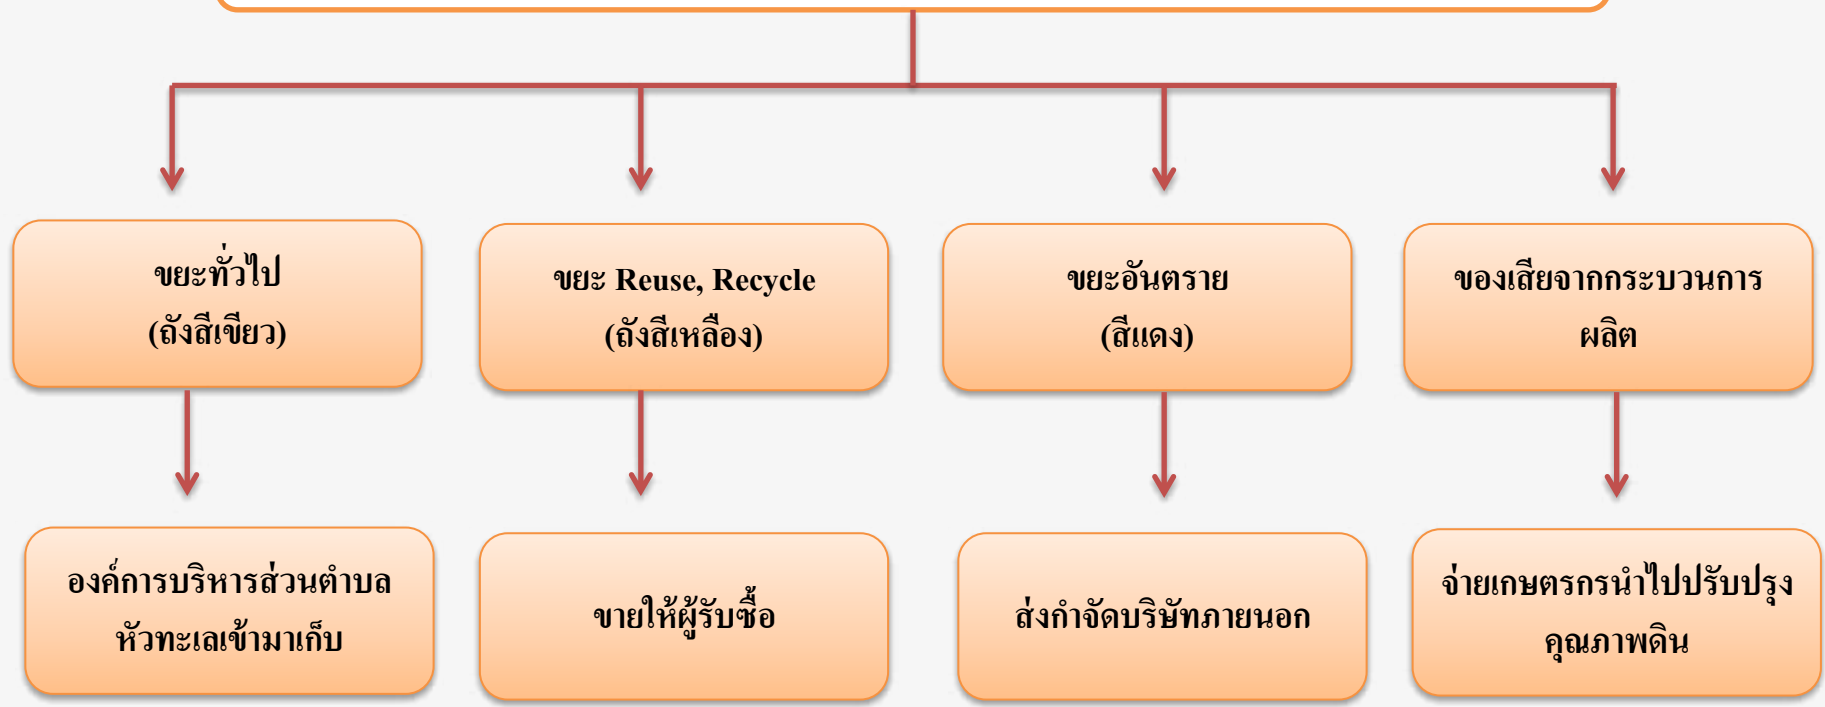 ขยะทั่วไป
(ถังสีเขียว)
ขยะ Reuse, Recycle
(ถังสีเหลือง)
ขยะอันตราย
(สีแดง)
ของเสียจากกระบวนการ
ผลิต
องค์การบริหารส่วนตำบล
หัวทะเลเข้ามาเก็บ
ขายให้ผู้รับซื้อ
ส่งกำจัดบริษัทภายนอก
จ่ายเกษตรกรนำไปปรับปรุง
คุณภาพดิน